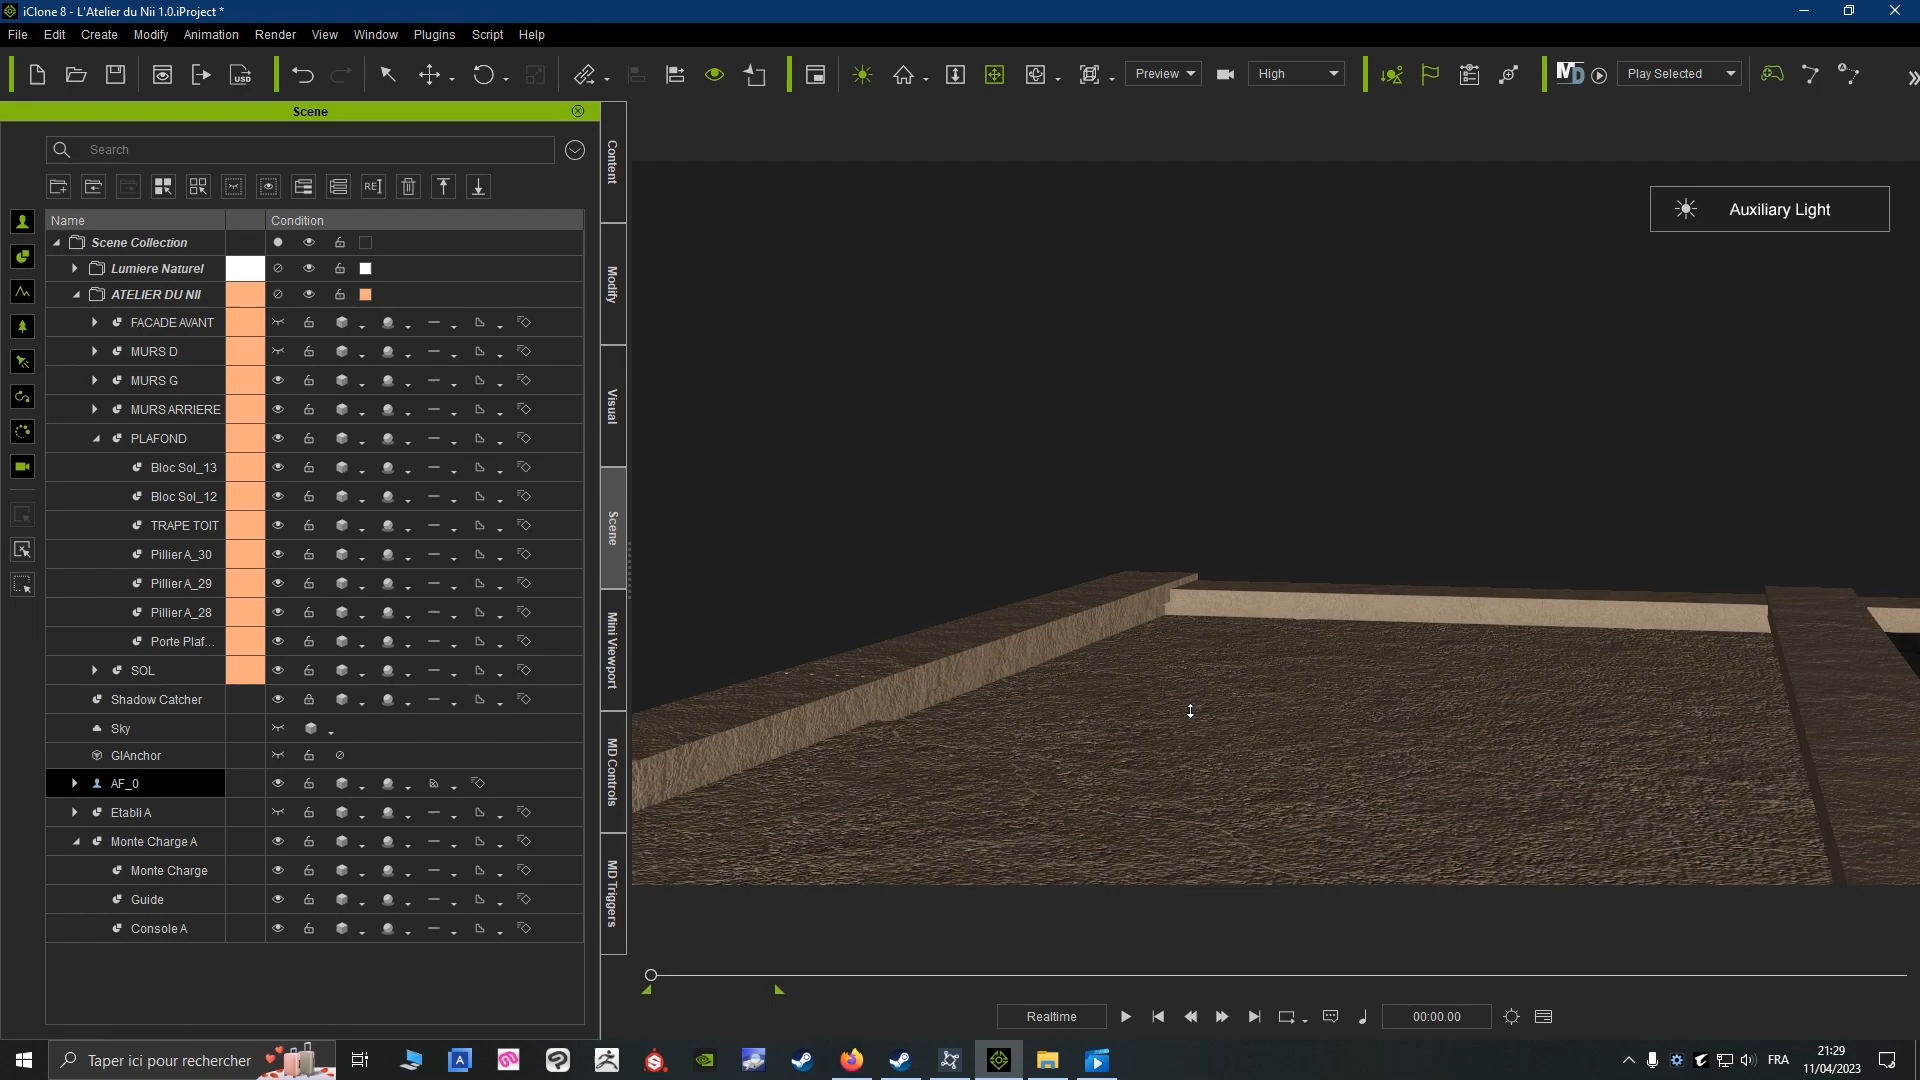 iClone 8 - L'Atelier du Nii 1.0.iProject *
File Edit Create Modify Animation Render View Window Plugins Script Help
USD Preview High MD Play Selected
Scene
Search
RE
Name Condition
Scene Collection
Lumiere Naturel
ATELIER DU NII
FACADE AVANT
MURS D
MURS G
MURS ARRIERE
PLAFOND
Bloc Sol_13
Bloc Sol_12
TRAPE TOIT
Pillier A_30
Pillier A_29
Pillier A_28
Porte Plaf...
SOL
Shadow Catcher
Sky
GIAnchor
AF_0
Etabli A
Monte Charge A
Monte Charge
Guide
Console A
Content
Modify
Visual
Scene
Mini Viewport
MD Controls
MD Triggers
Auxiliary Light
Realtime 00:00.00
Taper ici pour rechercher
FRA
21:29
11/04/2023